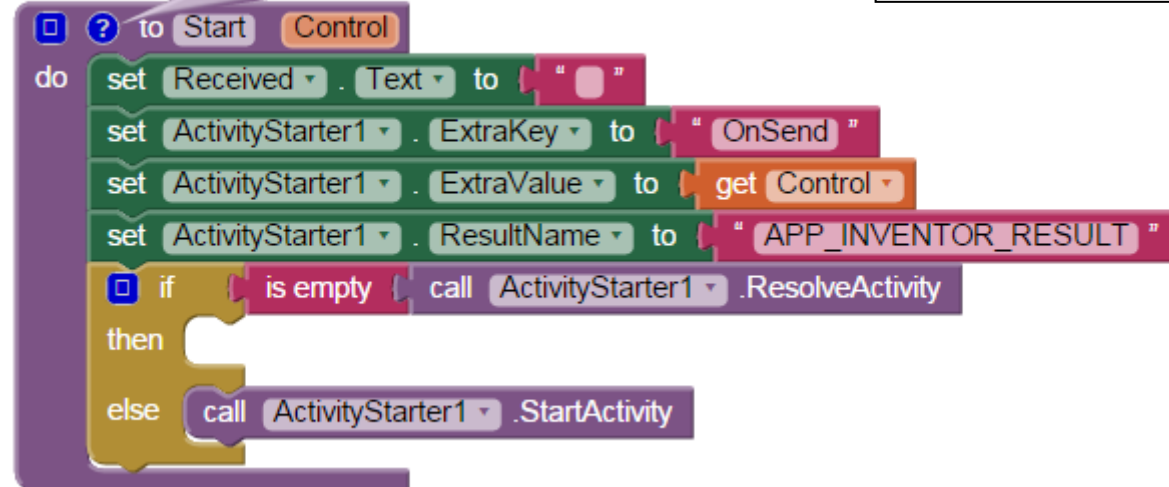 ? to Start Control
do set Received . Text to " "
set ActivityStarter1 . ExtraKey to " OnSend "
set ActivityStarter1 . ExtraValue to get Control
set ActivityStarter1 . ResultName to " APP_INVENTOR_RESULT "
if is empty call ActivityStarter1 .ResolveActivity
then
else call ActivityStarter1 .StartActivity